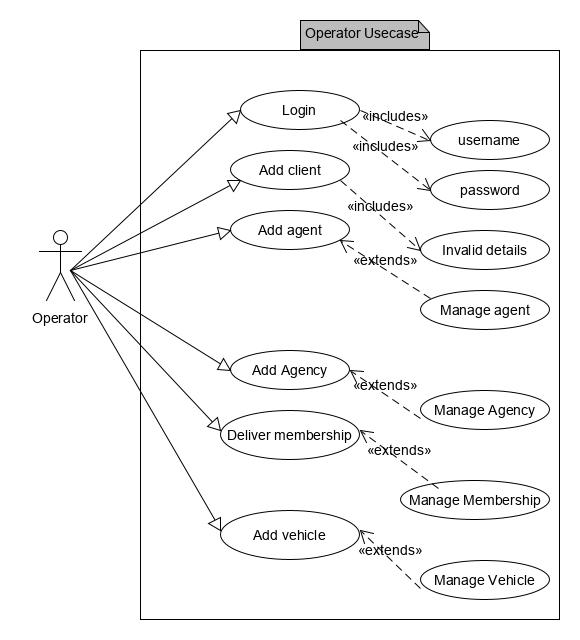 Operator Usecase
Login
«includes»
username
«includes»
Add client
password
«includes»
Add agent
Invalid details
«extends»
Manage agent
Operator
Add Agency
«extends»
Manage Agency
Deliver membership
«extends»
Manage Membership
Add vehicle
«extends»
Manage Vehicle